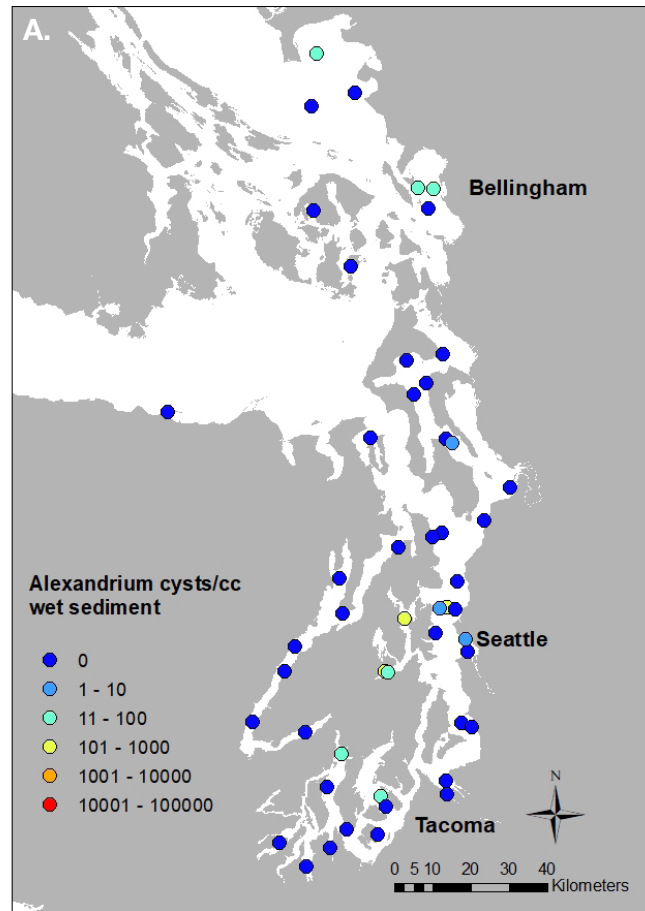 A.
Bellingham
Alexandrium cysts/cc
wet sediment
0
1 - 10
11 - 100
101 - 1000
1001 - 10000
10001 - 100000
Seattle
Tacoma
N
0 5 10 20 30 40
Kilometers